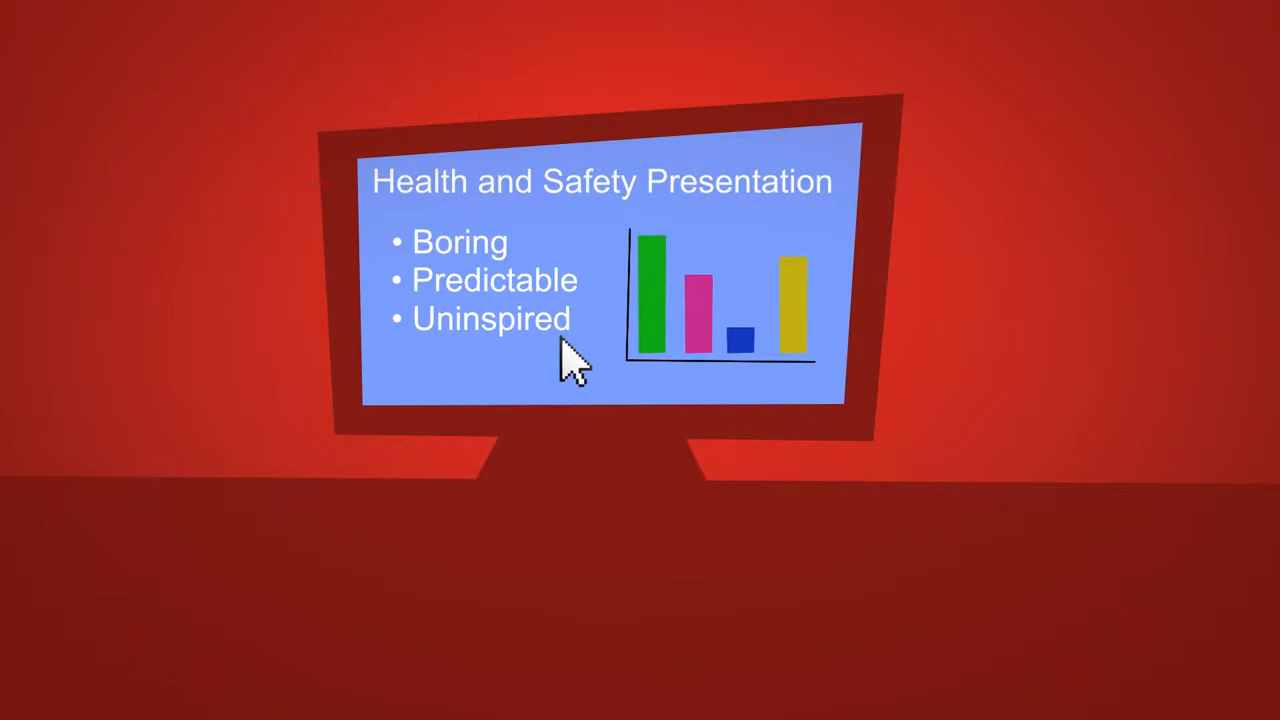 Health and Safety Presentation
• Boring
• Predictable
• Uninspired